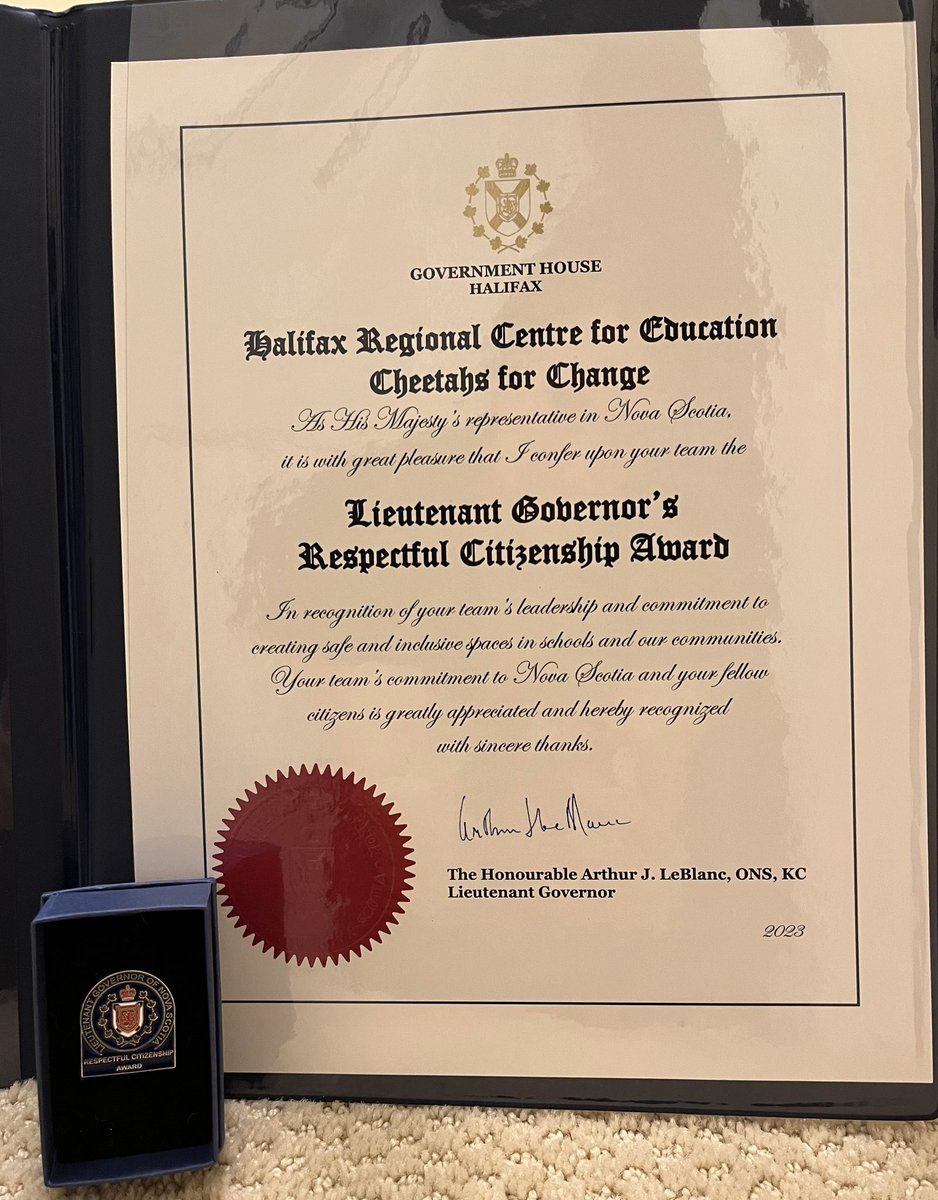 GOVERNMENT HOUSE
HALIFAX
Halifax Regional Centre for Education
Cheetahs for Change
As His Majesty's representative in Nova Scotia,
it is with great pleasure that I confer upon your team the
Lieutenant Governor's
Respectful Citizenship Award
In recognition of your team's leadership and commitment to
creating safe and inclusive spaces in schools and our communities.
Your team's commitment to Nova Scotia and your fellow
citizens is greatly appreciated and hereby recognized
with sincere thanks.
The Honourable Arthur J. LeBlanc, ONS, KC
Lieutenant Governor
2023
LIEUTENANT GOVERNOR OF NOVA SCOTIA
RESPECTFUL CITIZENSHIP
AWARD